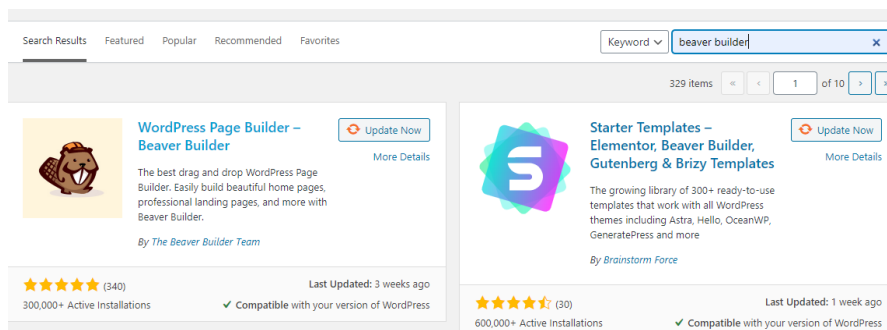 Search Results Featured Popular Recommended Favorites Keyword beaver builder
329 items « ‹ 1 of 10 › »
WordPress Page Builder –
Beaver Builder
Update Now
More Details
The best drag and drop WordPress Page
Builder. Easily build beautiful home pages,
professional landing pages, and more with
Beaver Builder.
By The Beaver Builder Team
(340)
300,000+ Active Installations
Last Updated: 3 weeks ago
Compatible with your version of WordPress
Starter Templates –
Elementor, Beaver Builder,
Gutenberg & Brizy Templates
Update Now
More Details
The growing library of 300+ ready-to-use
templates that work with all WordPress
themes including Astra, Hello, OceanWP,
GeneratePress and more
By Brainstorm Force
(30)
600,000+ Active Installations
Last Updated: 1 week ago
Compatible with your version of WordPress